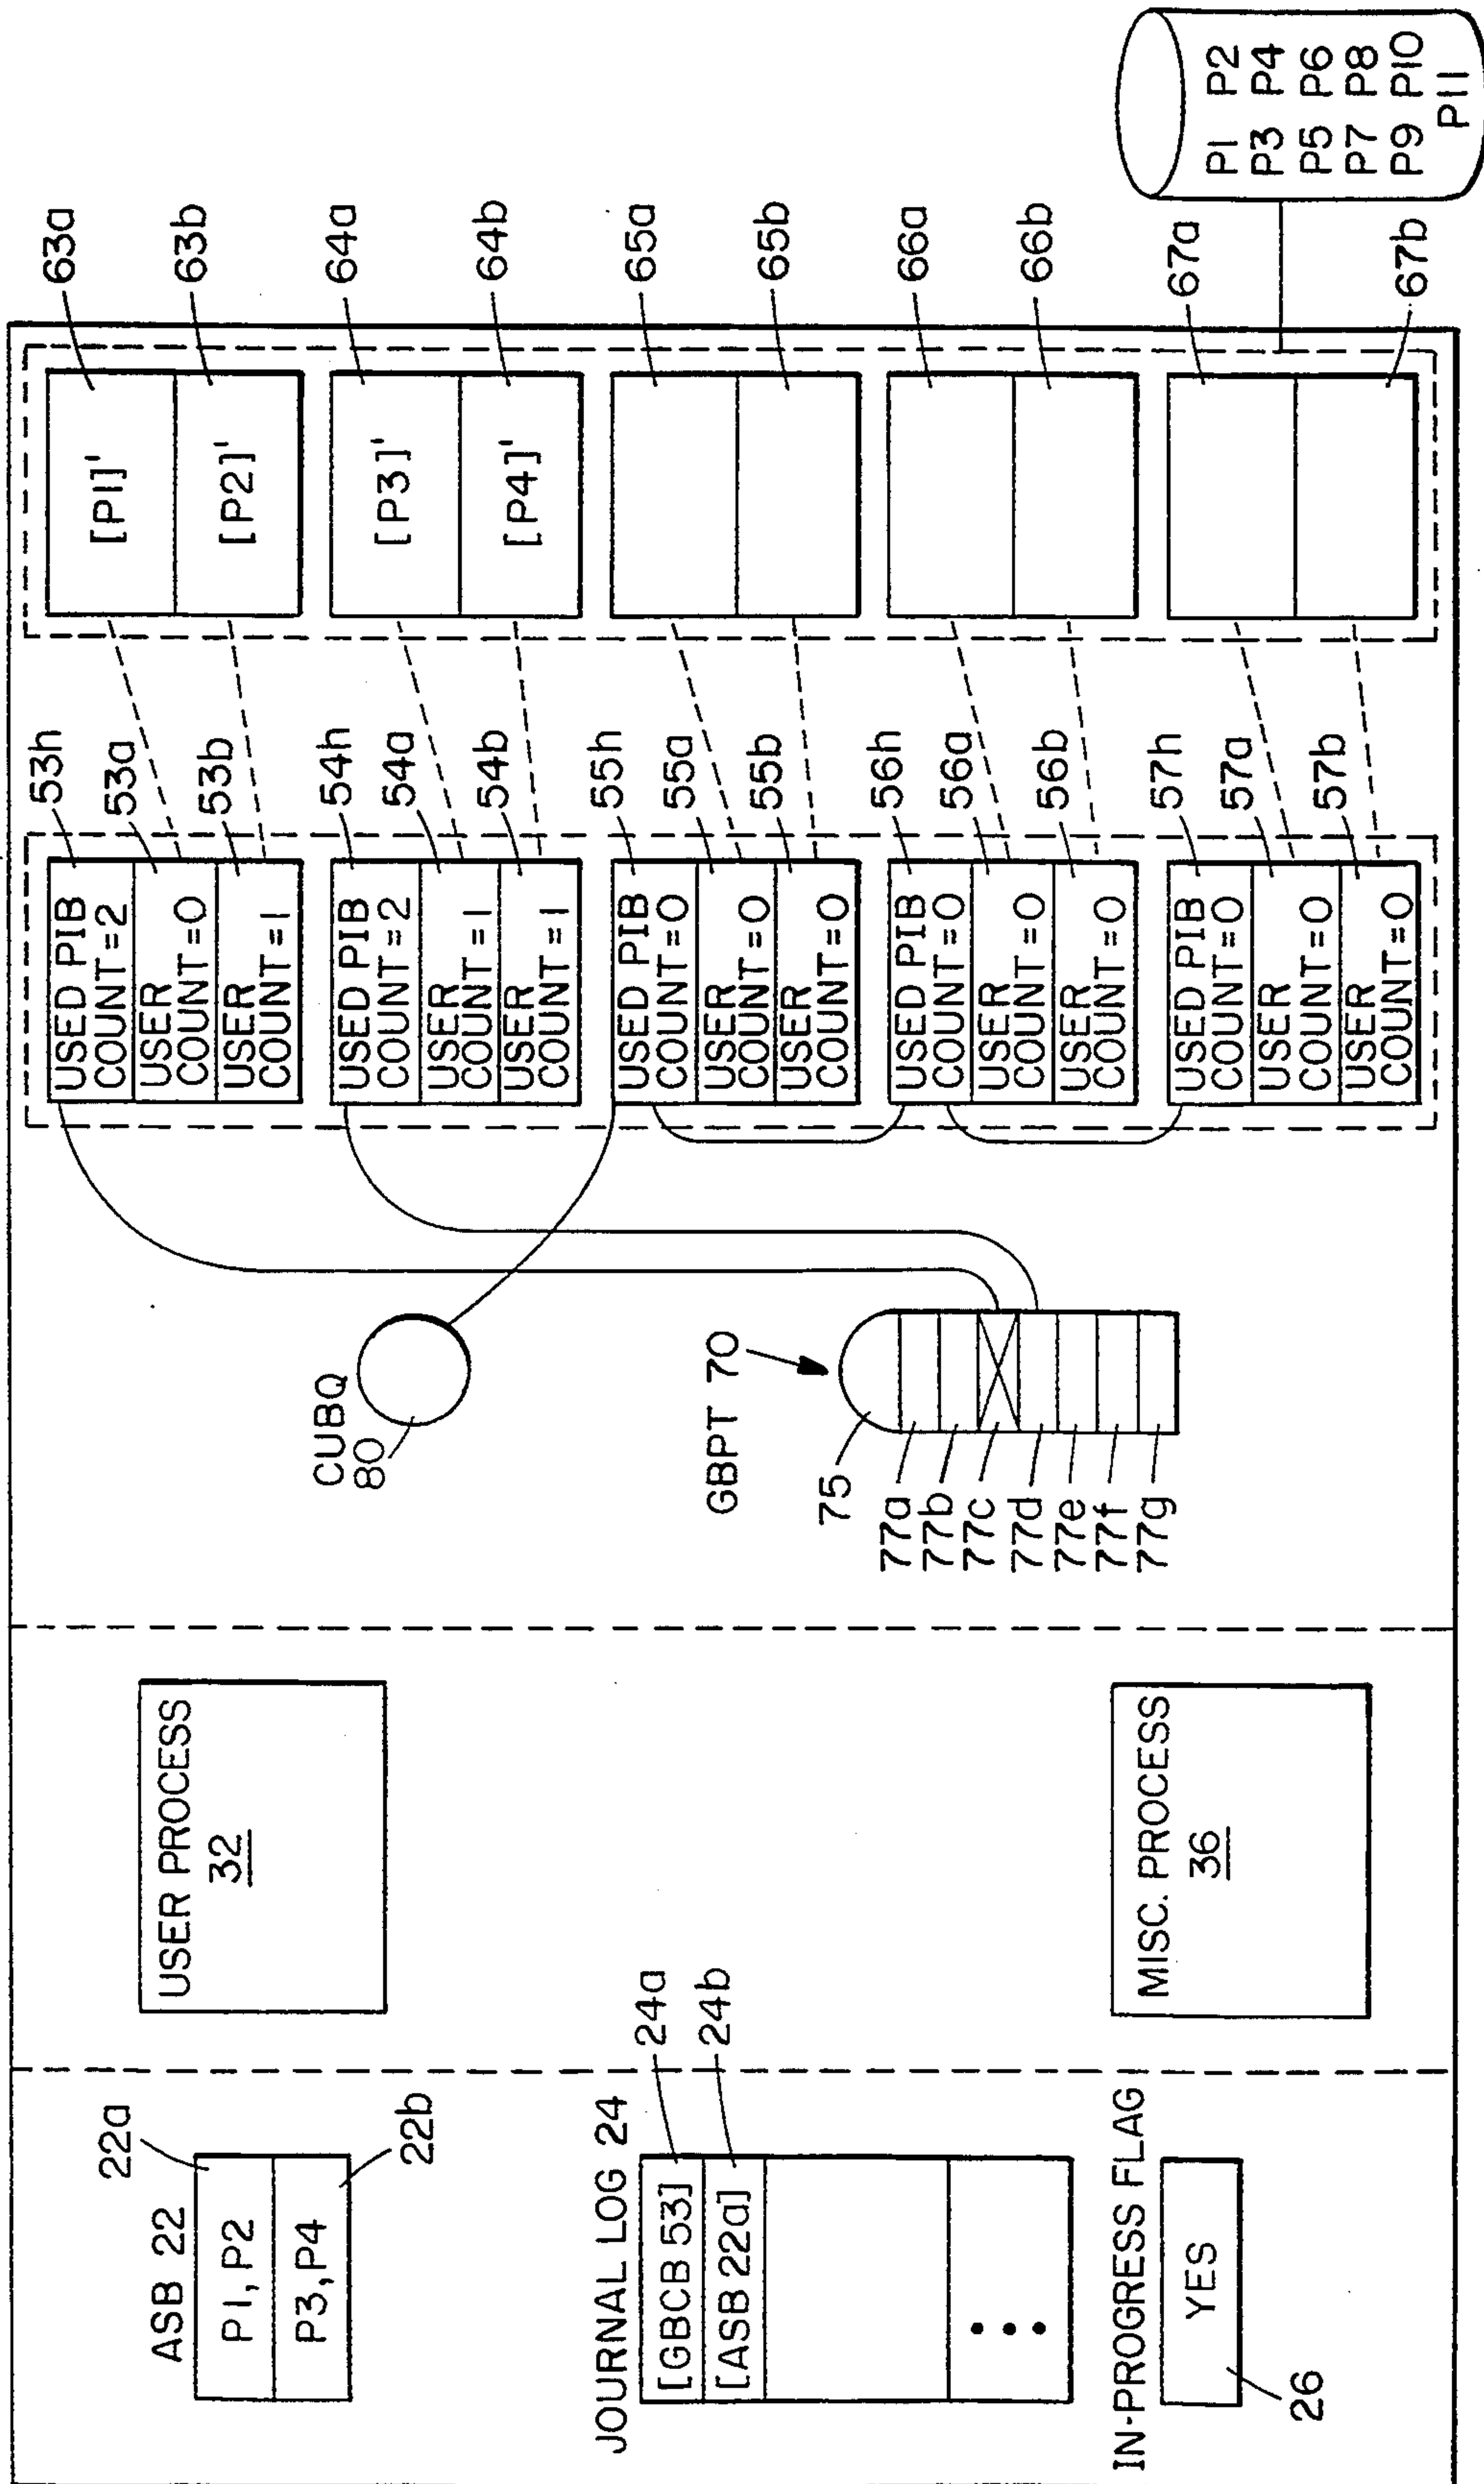 ASB 22
22a
P1, P2
P3, P4
22b
JOURNAL LOG 24
24a
[GBCB 53]
24b
[ASB 22a]
• • •
IN-PROGRESS FLAG
YES
26
USER PROCESS
32
MISC. PROCESS
36
CUBQ
80
GBPT 70
75
77a
77b
77c
77d
77e
77f
77g
53h
USED PIB
COUNT=2
53a
USER
COUNT=0
53b
USER
COUNT=1
54h
USED PIB
COUNT=2
54a
USER
COUNT=1
54b
USER
COUNT=1
55h
USED PIB
COUNT=0
55a
USER
COUNT=0
55b
USER
COUNT=0
56h
USED PIB
COUNT=0
56a
USER
COUNT=0
56b
USER
COUNT=0
57h
USED PIB
COUNT=0
57a
USER
COUNT=0
57b
USER
COUNT=0
63a
[P1]'
63b
[P2]'
64a
[P3]'
64b
[P4]'
65a
65b
66a
66b
67a
67b
P1 P2
P3 P4
P5 P6
P7 P8
P9 P10
P11